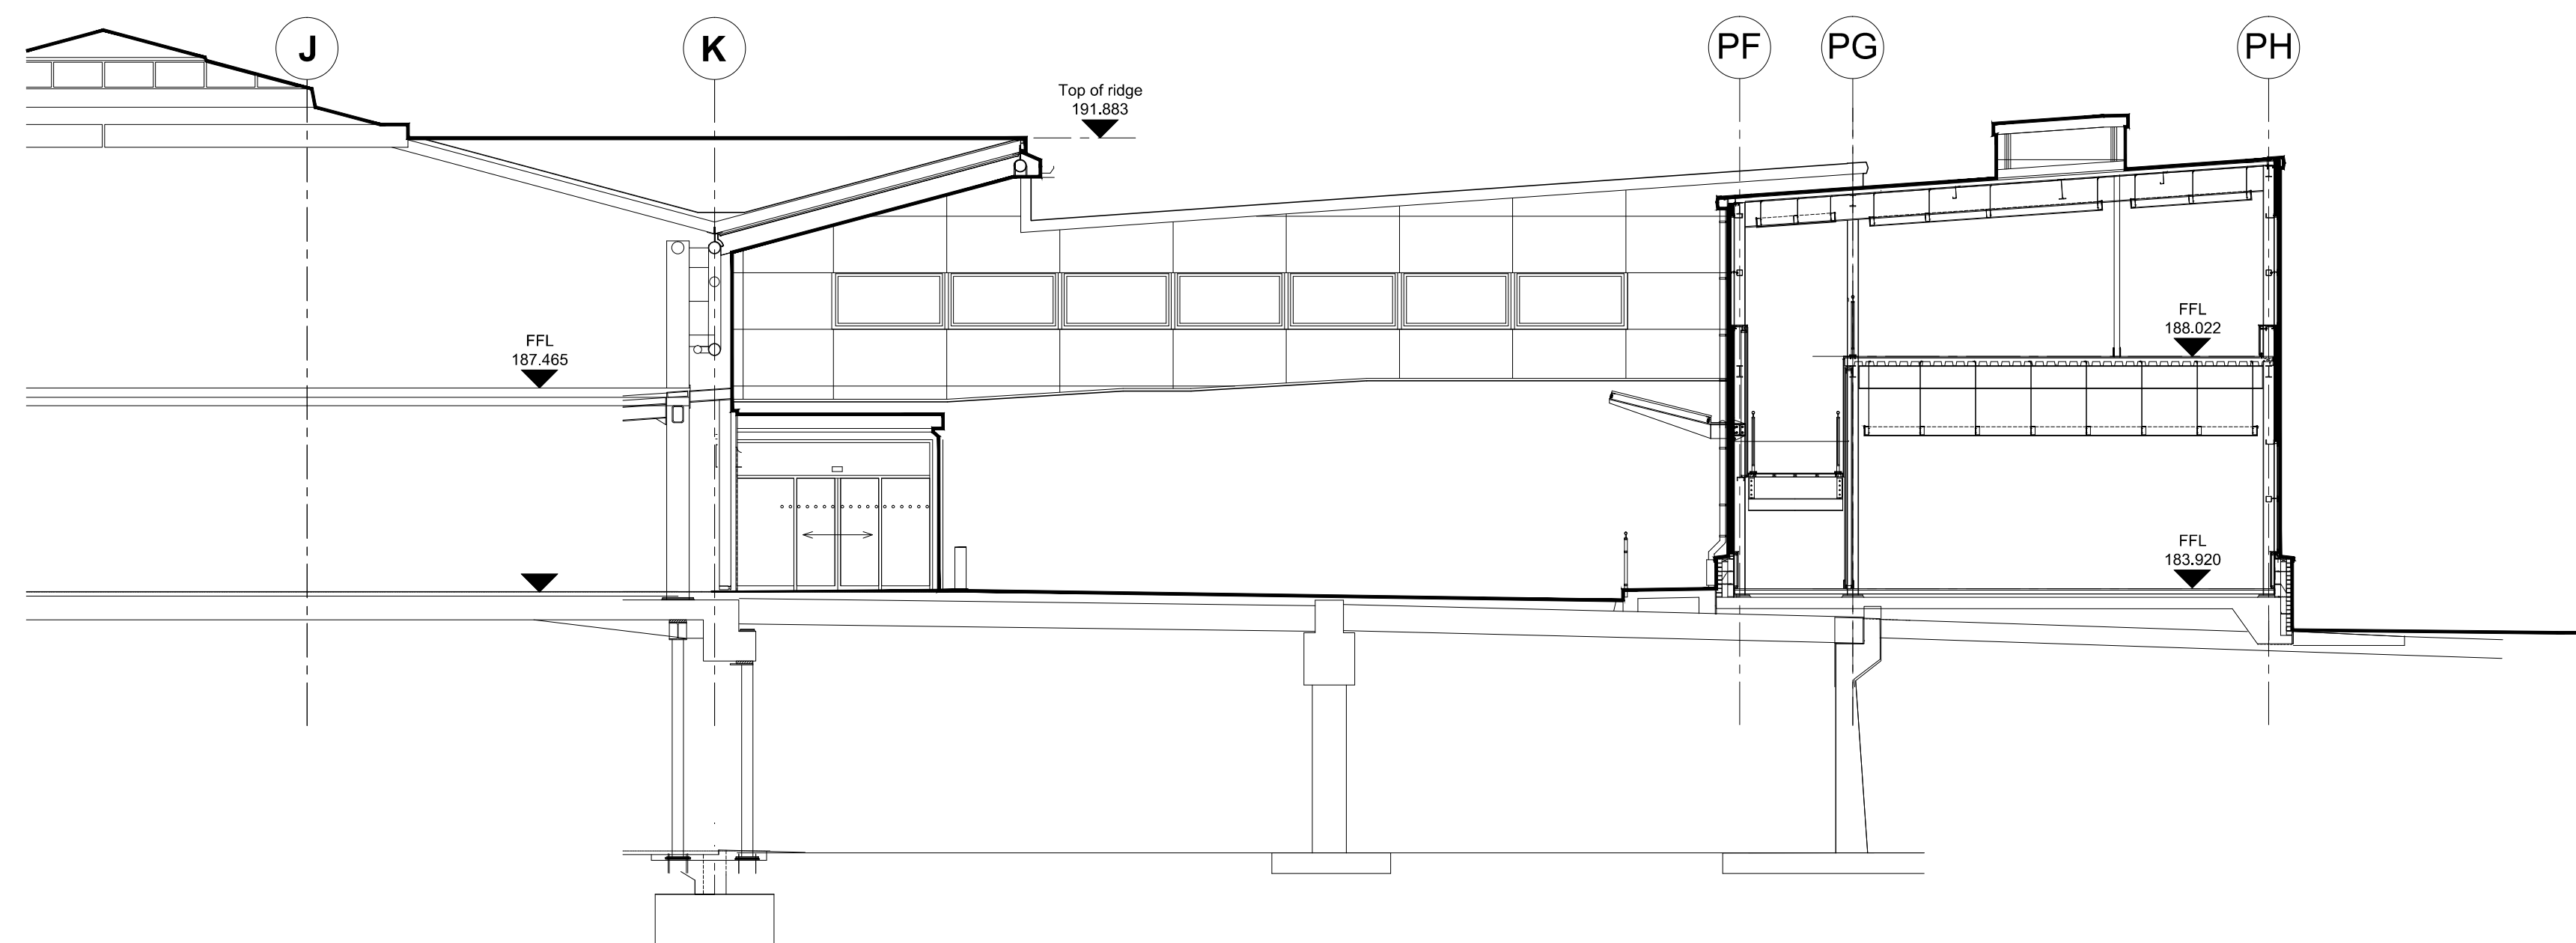 J
K
PF
PG
PH
Top of ridge
191.883
FFL
187.465
FFL
188.022
FFL
183.920